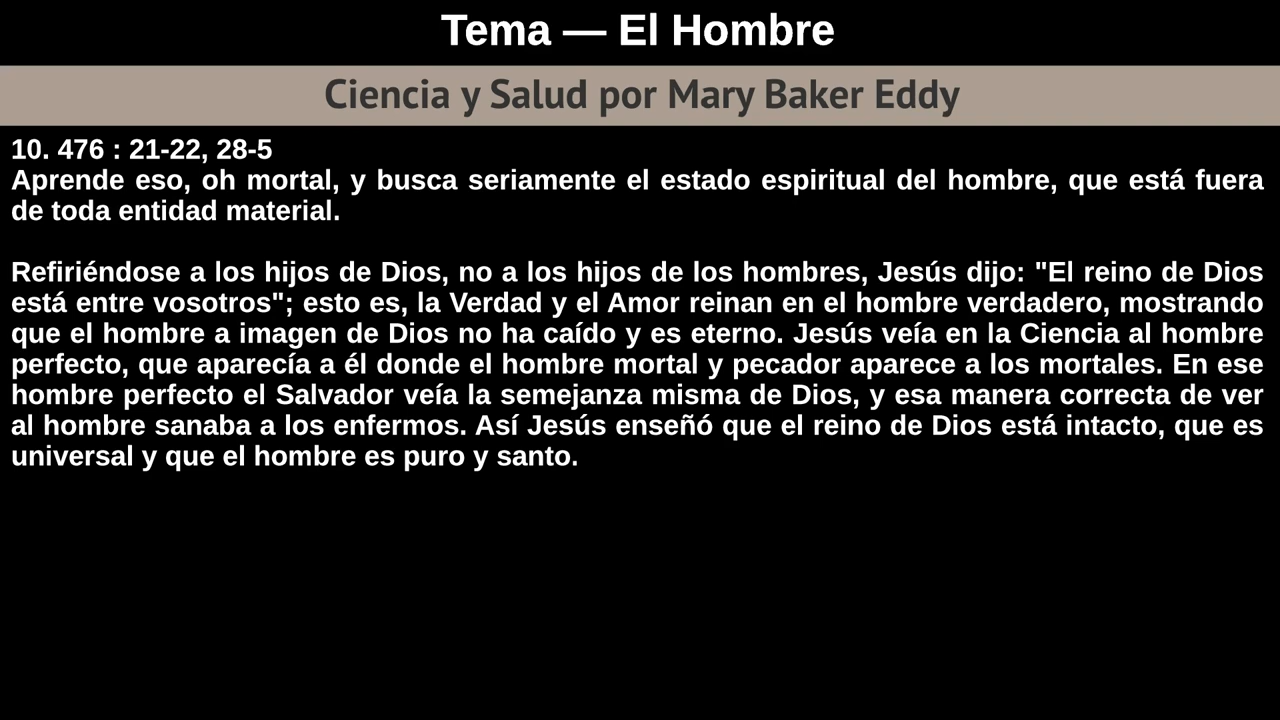 Tema — El Hombre
Ciencia y Salud por Mary Baker Eddy
10. 476 : 21-22, 28-5
Aprende eso, oh mortal, y busca seriamente el estado espiritual del hombre, que está fuera
de toda entidad material.
Refiriéndose a los hijos de Dios, no a los hijos de los hombres, Jesús dijo: "El reino de Dios
está entre vosotros"; esto es, la Verdad y el Amor reinan en el hombre verdadero, mostrando
que el hombre a imagen de Dios no ha caído y es eterno. Jesús veía en la Ciencia al hombre
perfecto, que aparecía a él donde el hombre mortal y pecador aparece a los mortales. En ese
hombre perfecto el Salvador veía la semejanza misma de Dios, y esa manera correcta de ver
al hombre sanaba a los enfermos. Así Jesús enseñó que el reino de Dios está intacto, que es
universal y que el hombre es puro y santo.